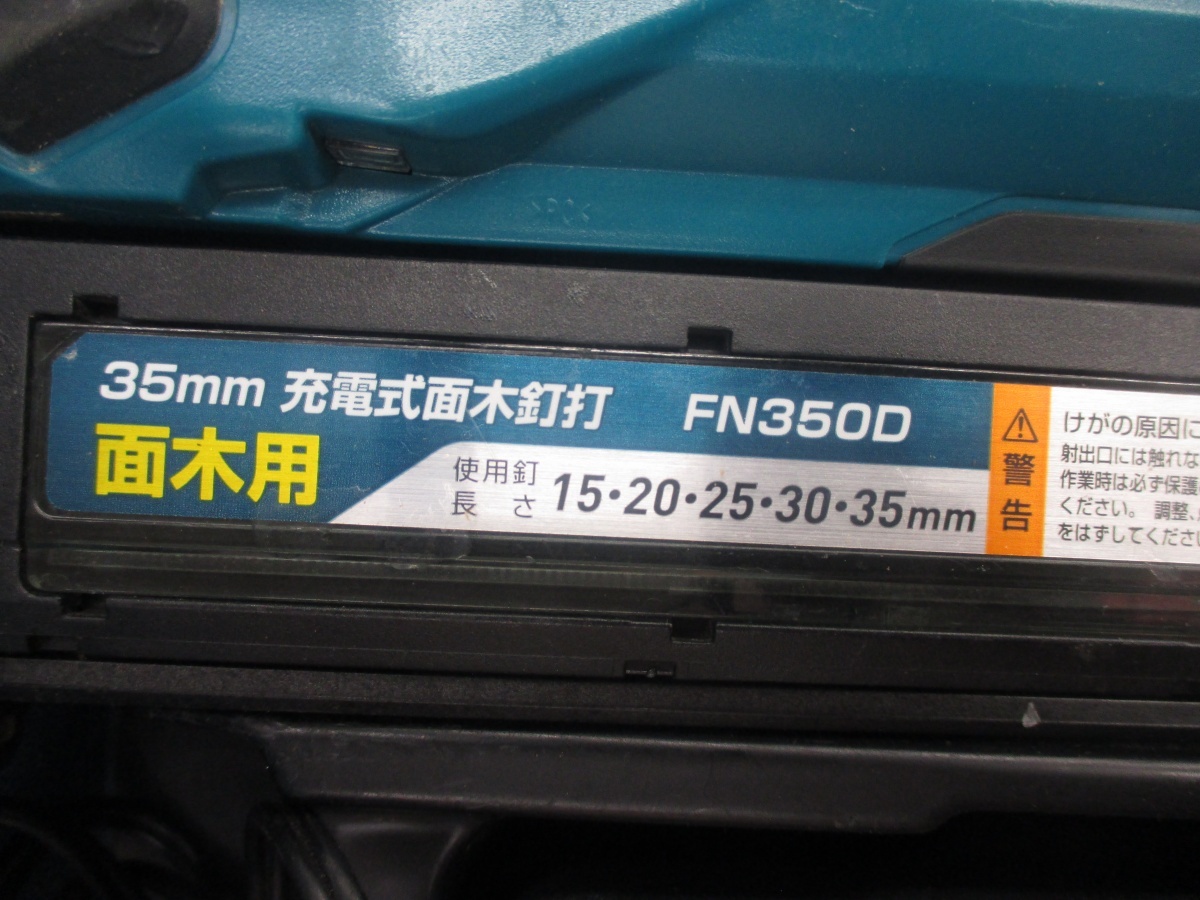 35mm 充電式面木釘打 FN350D
面木用
使用釘
長さ 15・20・25・30・35mm
警告
けがの原因に
射出口には触れな
作業時は必ず保護
ください。 調整、
をはずしてくださ